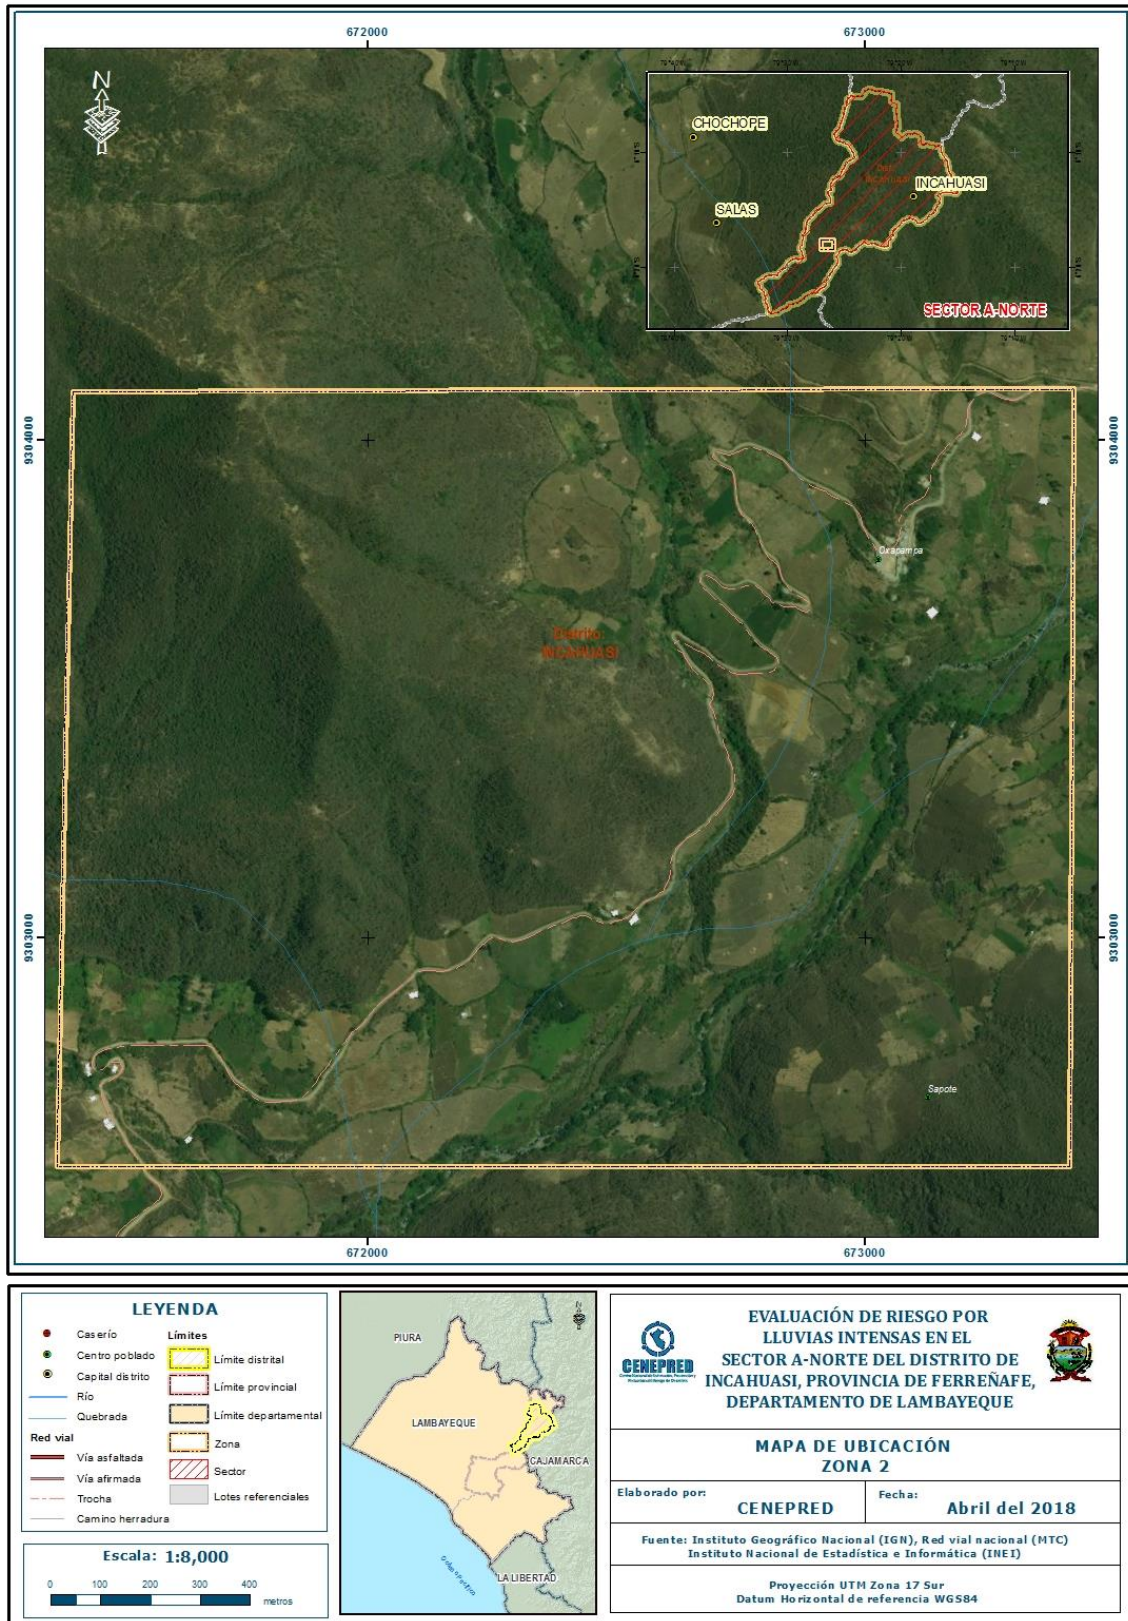 672000
673000
N
CHOCHOPE
SALAS
INCAHUASI
SECTOR A-NORTE
9304000
9304000
Oxapampa
Distrito
INCAHUASI
9303000
9303000
Sapote
672000
673000
LEYENDA
Caserío
Centro poblado
Capital distrito
Río
Quebrada
Red vial
Vía asfaltada
Vía afirmada
Trocha
Camino herradura
Límites
Límite distrital
Límite provincial
Límite departamental
Zona
Sector
Lotes referenciales
Escala: 1:8,000
0 100 200 300 400
metros
PIURA
LAMBAYEQUE
CAJAMARCA
LA LIBERTAD
CENEPRED
EVALUACIÓN DE RIESGO POR
LLUVIAS INTENSAS EN EL
SECTOR A-NORTE DEL DISTRITO DE
INCAHUASI, PROVINCIA DE FERREÑAFE,
DEPARTAMENTO DE LAMBAYEQUE
MAPA DE UBICACIÓN
ZONA 2
Elaborado por:
CENEPRED
Fecha:
Abril del 2018
Fuente: Instituto Geográfico Nacional (IGN), Red vial nacional (MTC)
Instituto Nacional de Estadística e Informática (INEI)
Proyección UTM Zona 17 Sur
Datum Horizontal de referencia WGS84